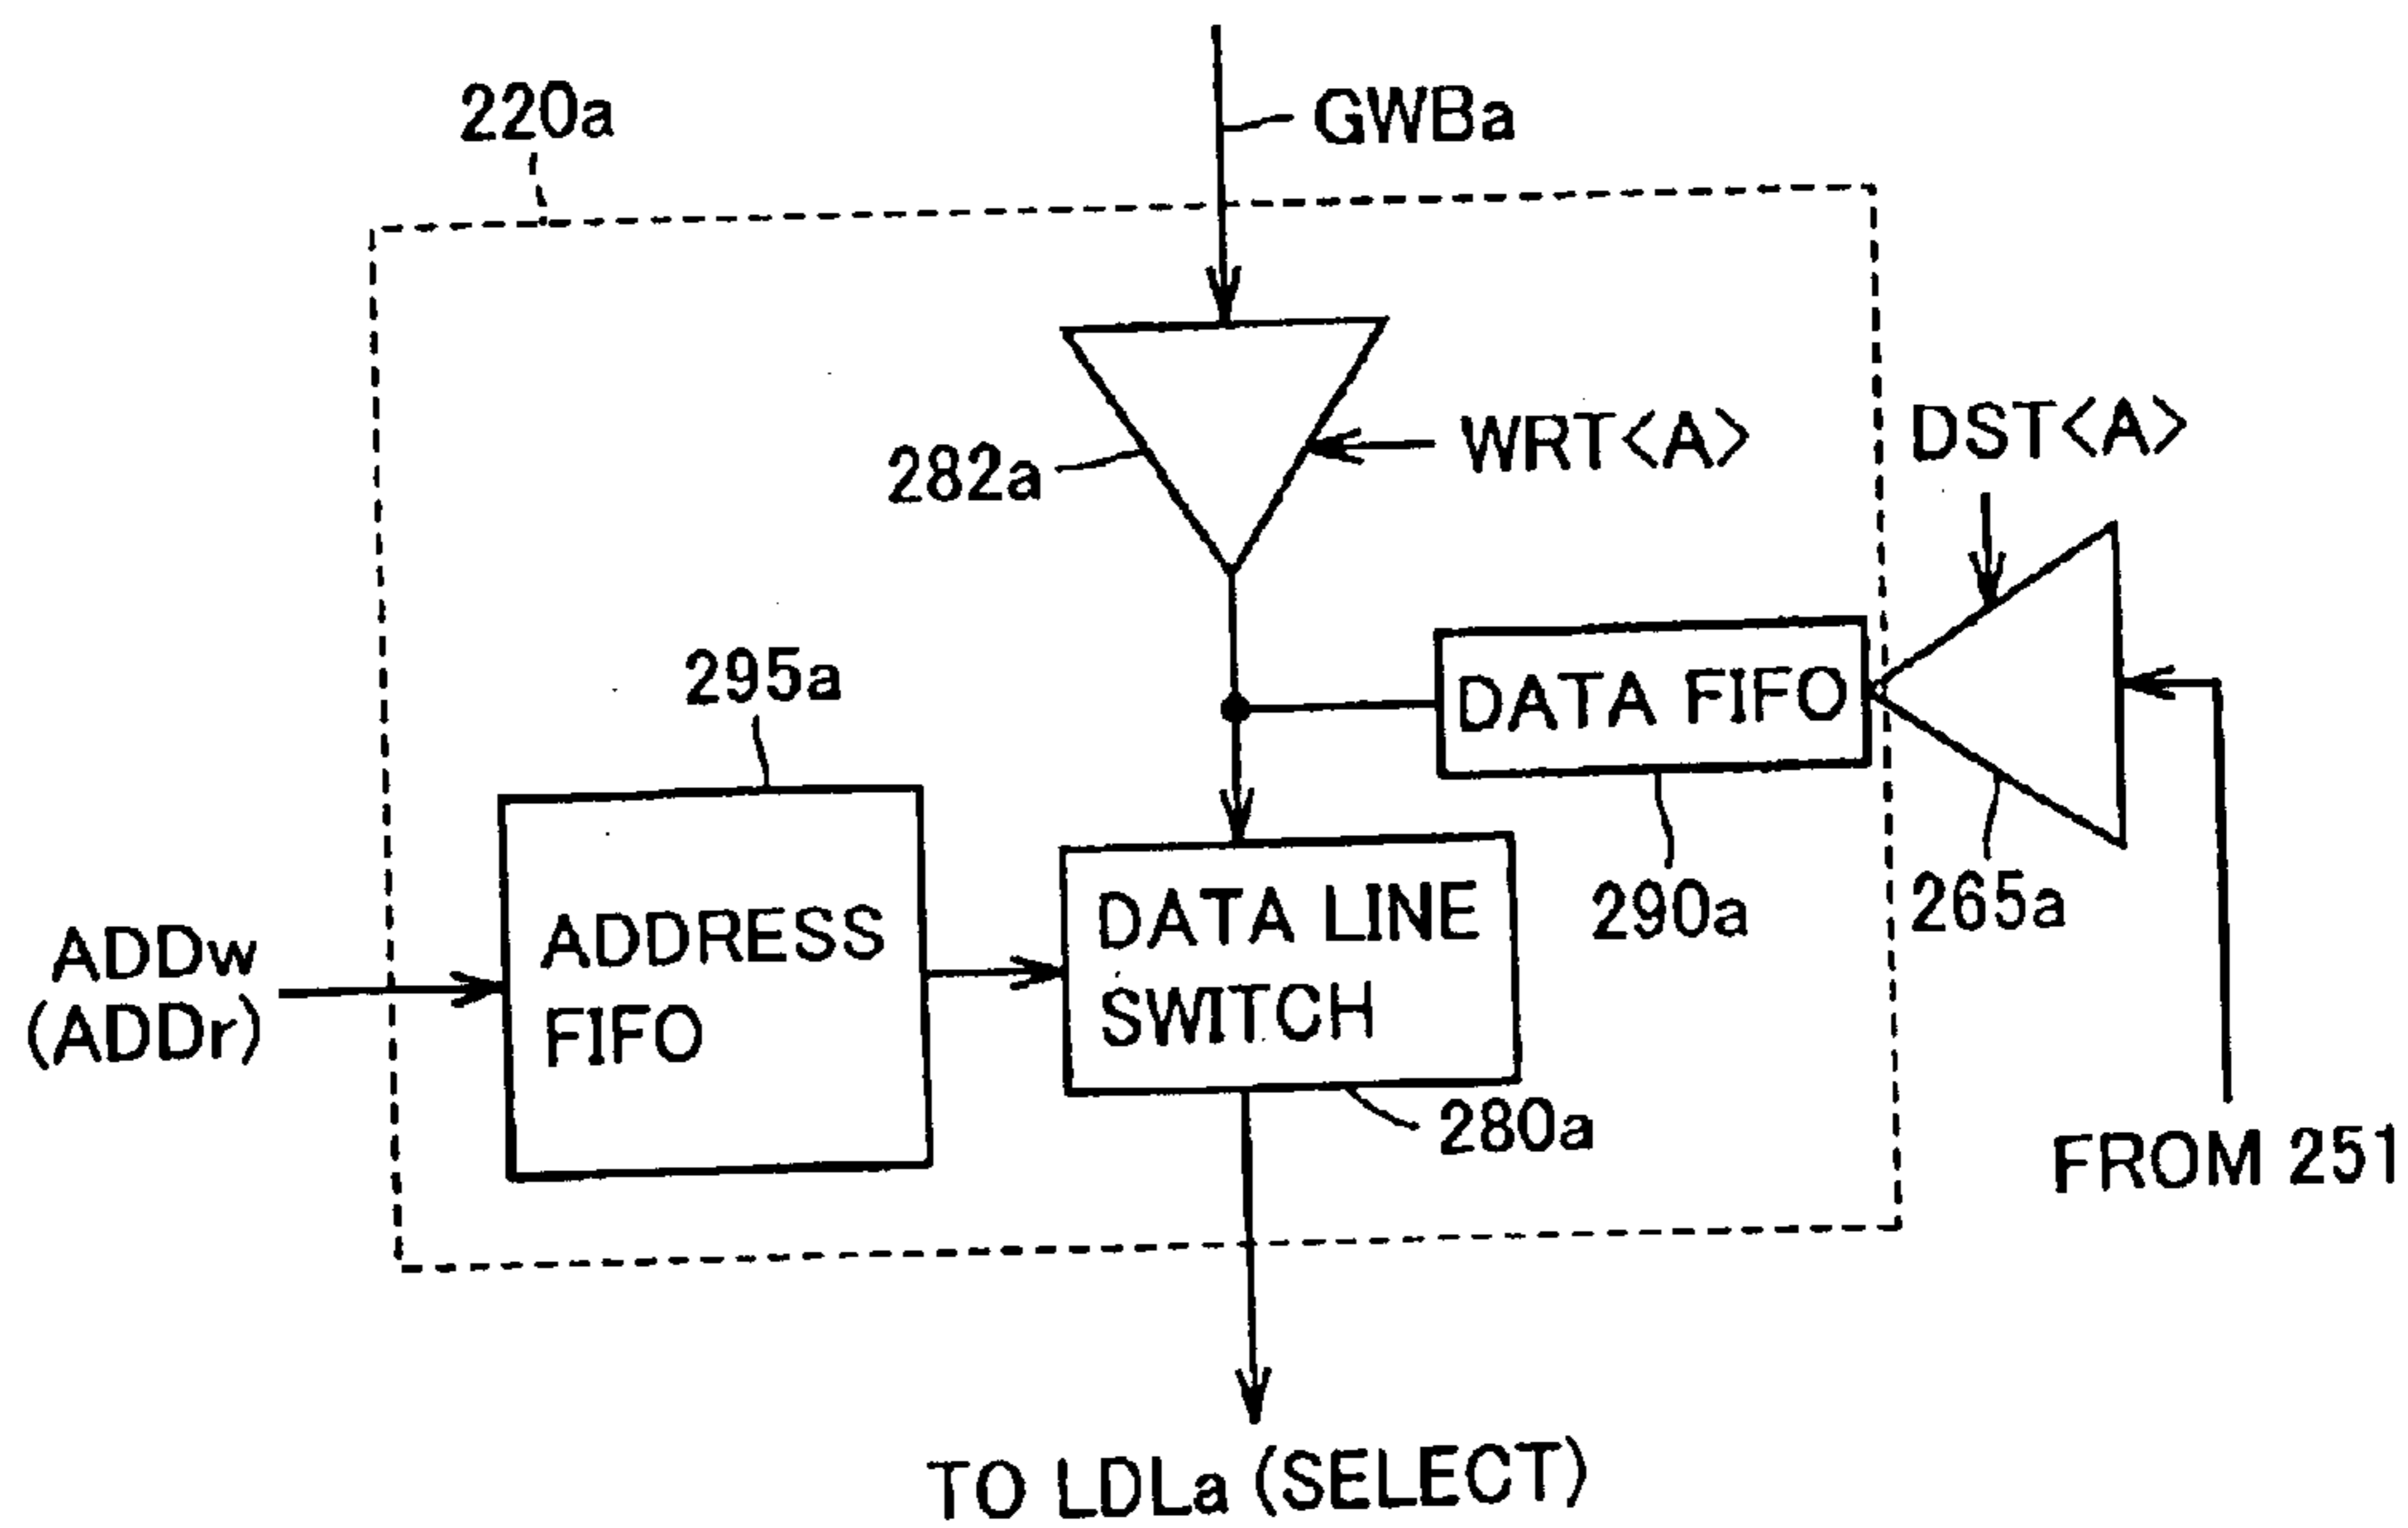 220a
GWBa
282a
WRT<A>
DST<A>
295a
DATA FIFO
ADDw
(ADDr)
ADDRESS
FIFO
DATA LINE
SWITCH
290a
265a
280a
FROM 251
TO LDLa (SELECT)